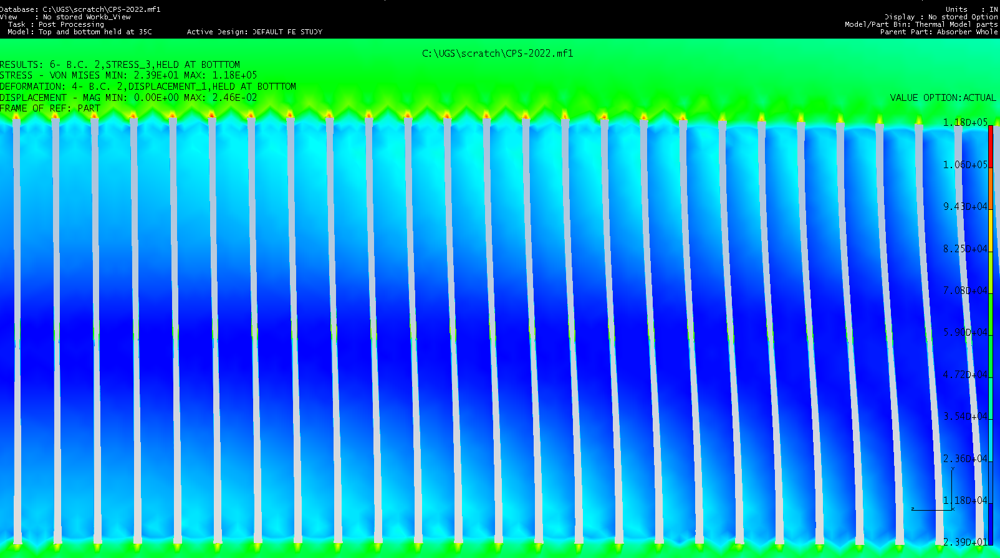 Database: C:\UGS\scratch\CPS-2022.mf1
View : No stored Workb_View
Task : Post Processing
Model: Top and bottom held at 35C
Active Design: DEFAULT FE STUDY
Units : IN
Display : No stored Option
Model/Part Bin: Thermal Model parts
Parent Part: Absorber Whole
C:\UGS\scratch\CPS-2022.mf1
RESULTS: 6- B.C. 2,STRESS_3,HELD AT BOTTTOM
STRESS - VON MISES MIN: 2.39E+01 MAX: 1.18E+05
DEFORMATION: 4- B.C. 2,DISPLACEMENT_1,HELD AT BOTTTOM
DISPLACEMENT - MAG MIN: 0.00E+00 MAX: 2.46E-02
FRAME OF REF: PART
VALUE OPTION:ACTUAL
1.18D+05
1.06D+05
9.43D+04
8.25D+04
7.08D+04
5.90D+04
4.72D+04
3.54D+04
2.36D+04
1.18D+04
2.39D+01
Y
Z
X